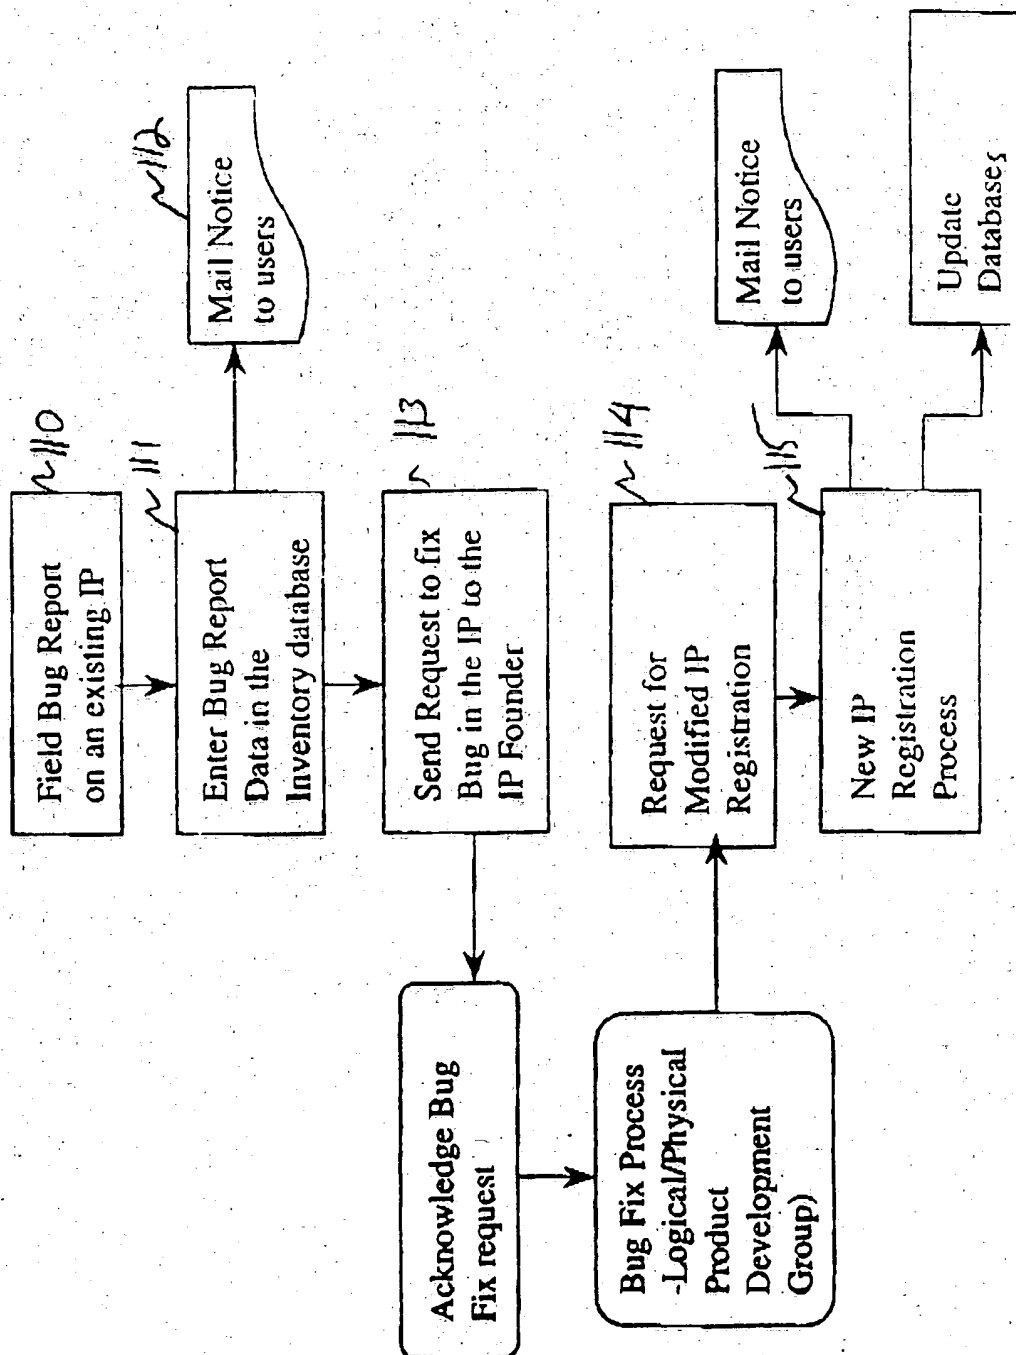 ~110
Field Bug Report
on an existing IP
~111
Enter Bug Report
Data in the
Inventory database
~112
Mail Notice
to users
113
Send Request to fix
Bug in the IP to the
IP Founder
Acknowledge Bug
Fix request
Bug Fix Process
-Logical/Physical
Product
Development
Group)
~114
Request for
Modified IP
Registration
~115
New IP
Registration
Process
Mail Notice
to users
Update
Databases